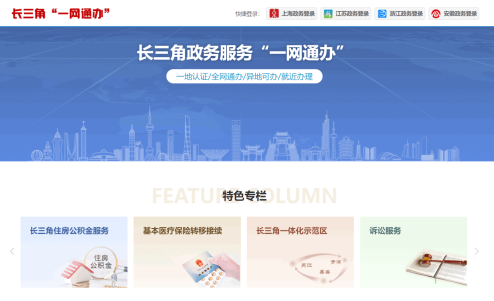 长三角“一网通办”
快捷登录: 上海政务登录 江苏政务登录 浙江政务登录 安徽政务登录
长三角政务服务“一网通办”
一地认证/全网通办/异地可办/就近办理
FEATURE COLUMN
特色专栏
长三角住房公积金服务 基本医疗保险转移接续 长三角一体化示范区 诉讼服务
住房
公积金